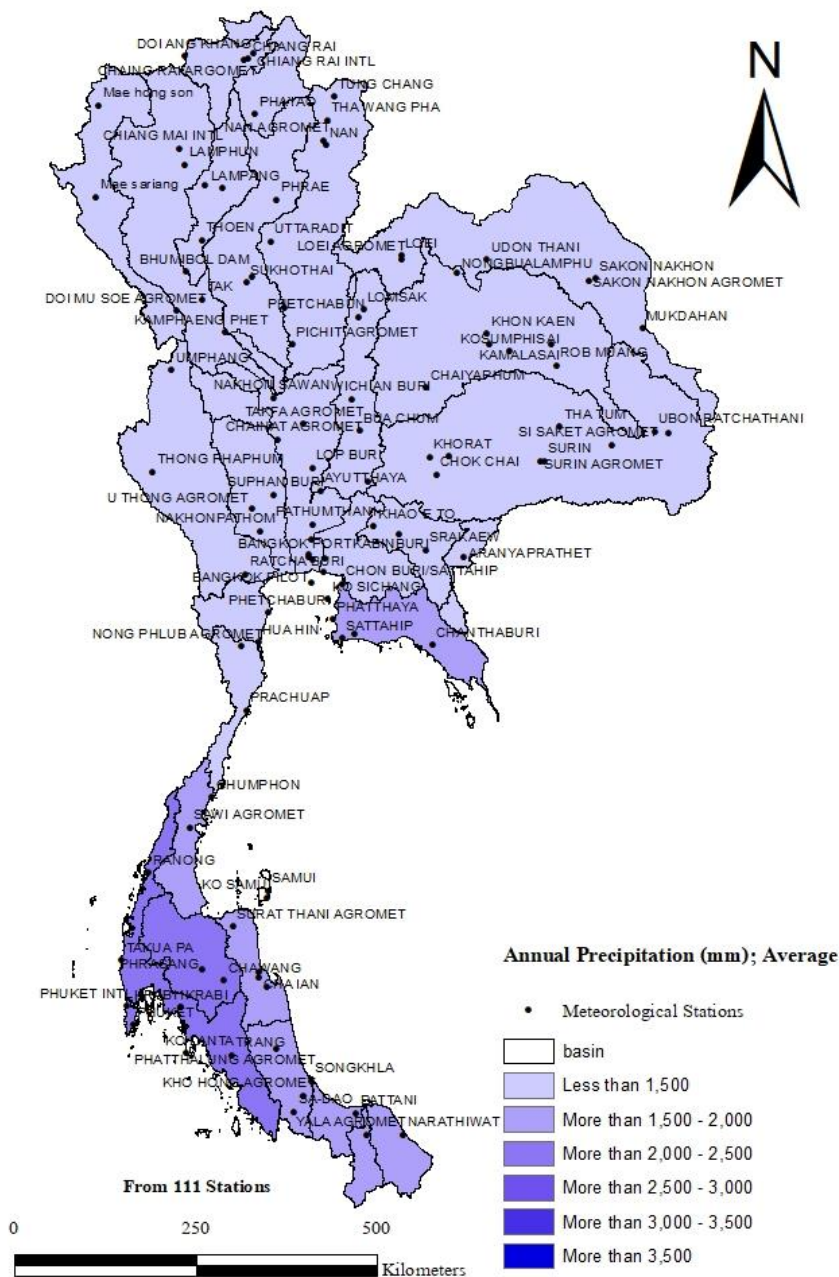 DOI ANG KHANG
CHIANG RAI
CHIANG RAI INTL
CHAING RAI ARGOMET
TUNG CHANG
Mae hong son
PHAYAO
THA WANG PHA
NAN AGROMET
CHIANG MAI INTL
NAN
LAMPHUN
LAMPANG
Mae sariang
PHRAE
THOEN
UTTARADIT
LOEI AGROMET
LOEI
BHUMIBOL DAM
UDON THANI
SUKHOTHAI
NONGBUALAMPHU
SAKON NAKHON
TAK
SAKON NAKHON AGROMET
DOI MU SOE AGROMET
PHETCHABUN
LOMSAK
MUKDAHAN
KAMPHAENG PHET
PICHIT AGROMET
KHON KAEN
KOSUMPHISAI
KAMALASAI
ROB MUANG
UMPHANG
NAKHON SAWAN
WICHIAN BURI
CHAIYAPHUM
TAKFA AGROMET
CHAINAT AGROMET
BUA CHUM
THA TUM
SI SAKET AGROMET
UBON RATCHATHANI
THONG PHAPHUM
LOP BURI
KHORAT
SURIN
CHOK CHAI
SURIN AGROMET
SUPHAN BURI
AYUTTHAYA
U THONG AGROMET
PATHUMTHANI
KHAO E TO
NAKHONPATHOM
BANGKOK PORT
KABINBURI
SRAKAEW
RATCHA BURI
ARANYAPRATHET
BANGKOK PILOT
CHON BURI/SATTAHIP
KO SICHANG
PHETCHABURI
PHATTHAYA
NONG PHLUB AGROMET
HUA HIN
SATTAHIP
CHANTHABURI
PRACHUAP
CHUMPHON
SAWI AGROMET
RANONG
KO SAMUI
SAMUI
SURAT THANI AGROMET
TAKUA PA
PHRASANG
CHAWANG
PHUKET INTL
KRABI
PHUKET
KO LANTA
TRANG
PHATTHALUNG AGROMET
SONGKHLA
KHO HONG AGROMET
SA DAO
PATTANI
YALA AGROMET
NARATHIWAT
N
Annual Precipitation (mm); Average
Meteorological Stations
basin
Less than 1,500
More than 1,500 - 2,000
More than 2,000 - 2,500
More than 2,500 - 3,000
More than 3,000 - 3,500
More than 3,500
From 111 Stations
0 250 500
Kilometers